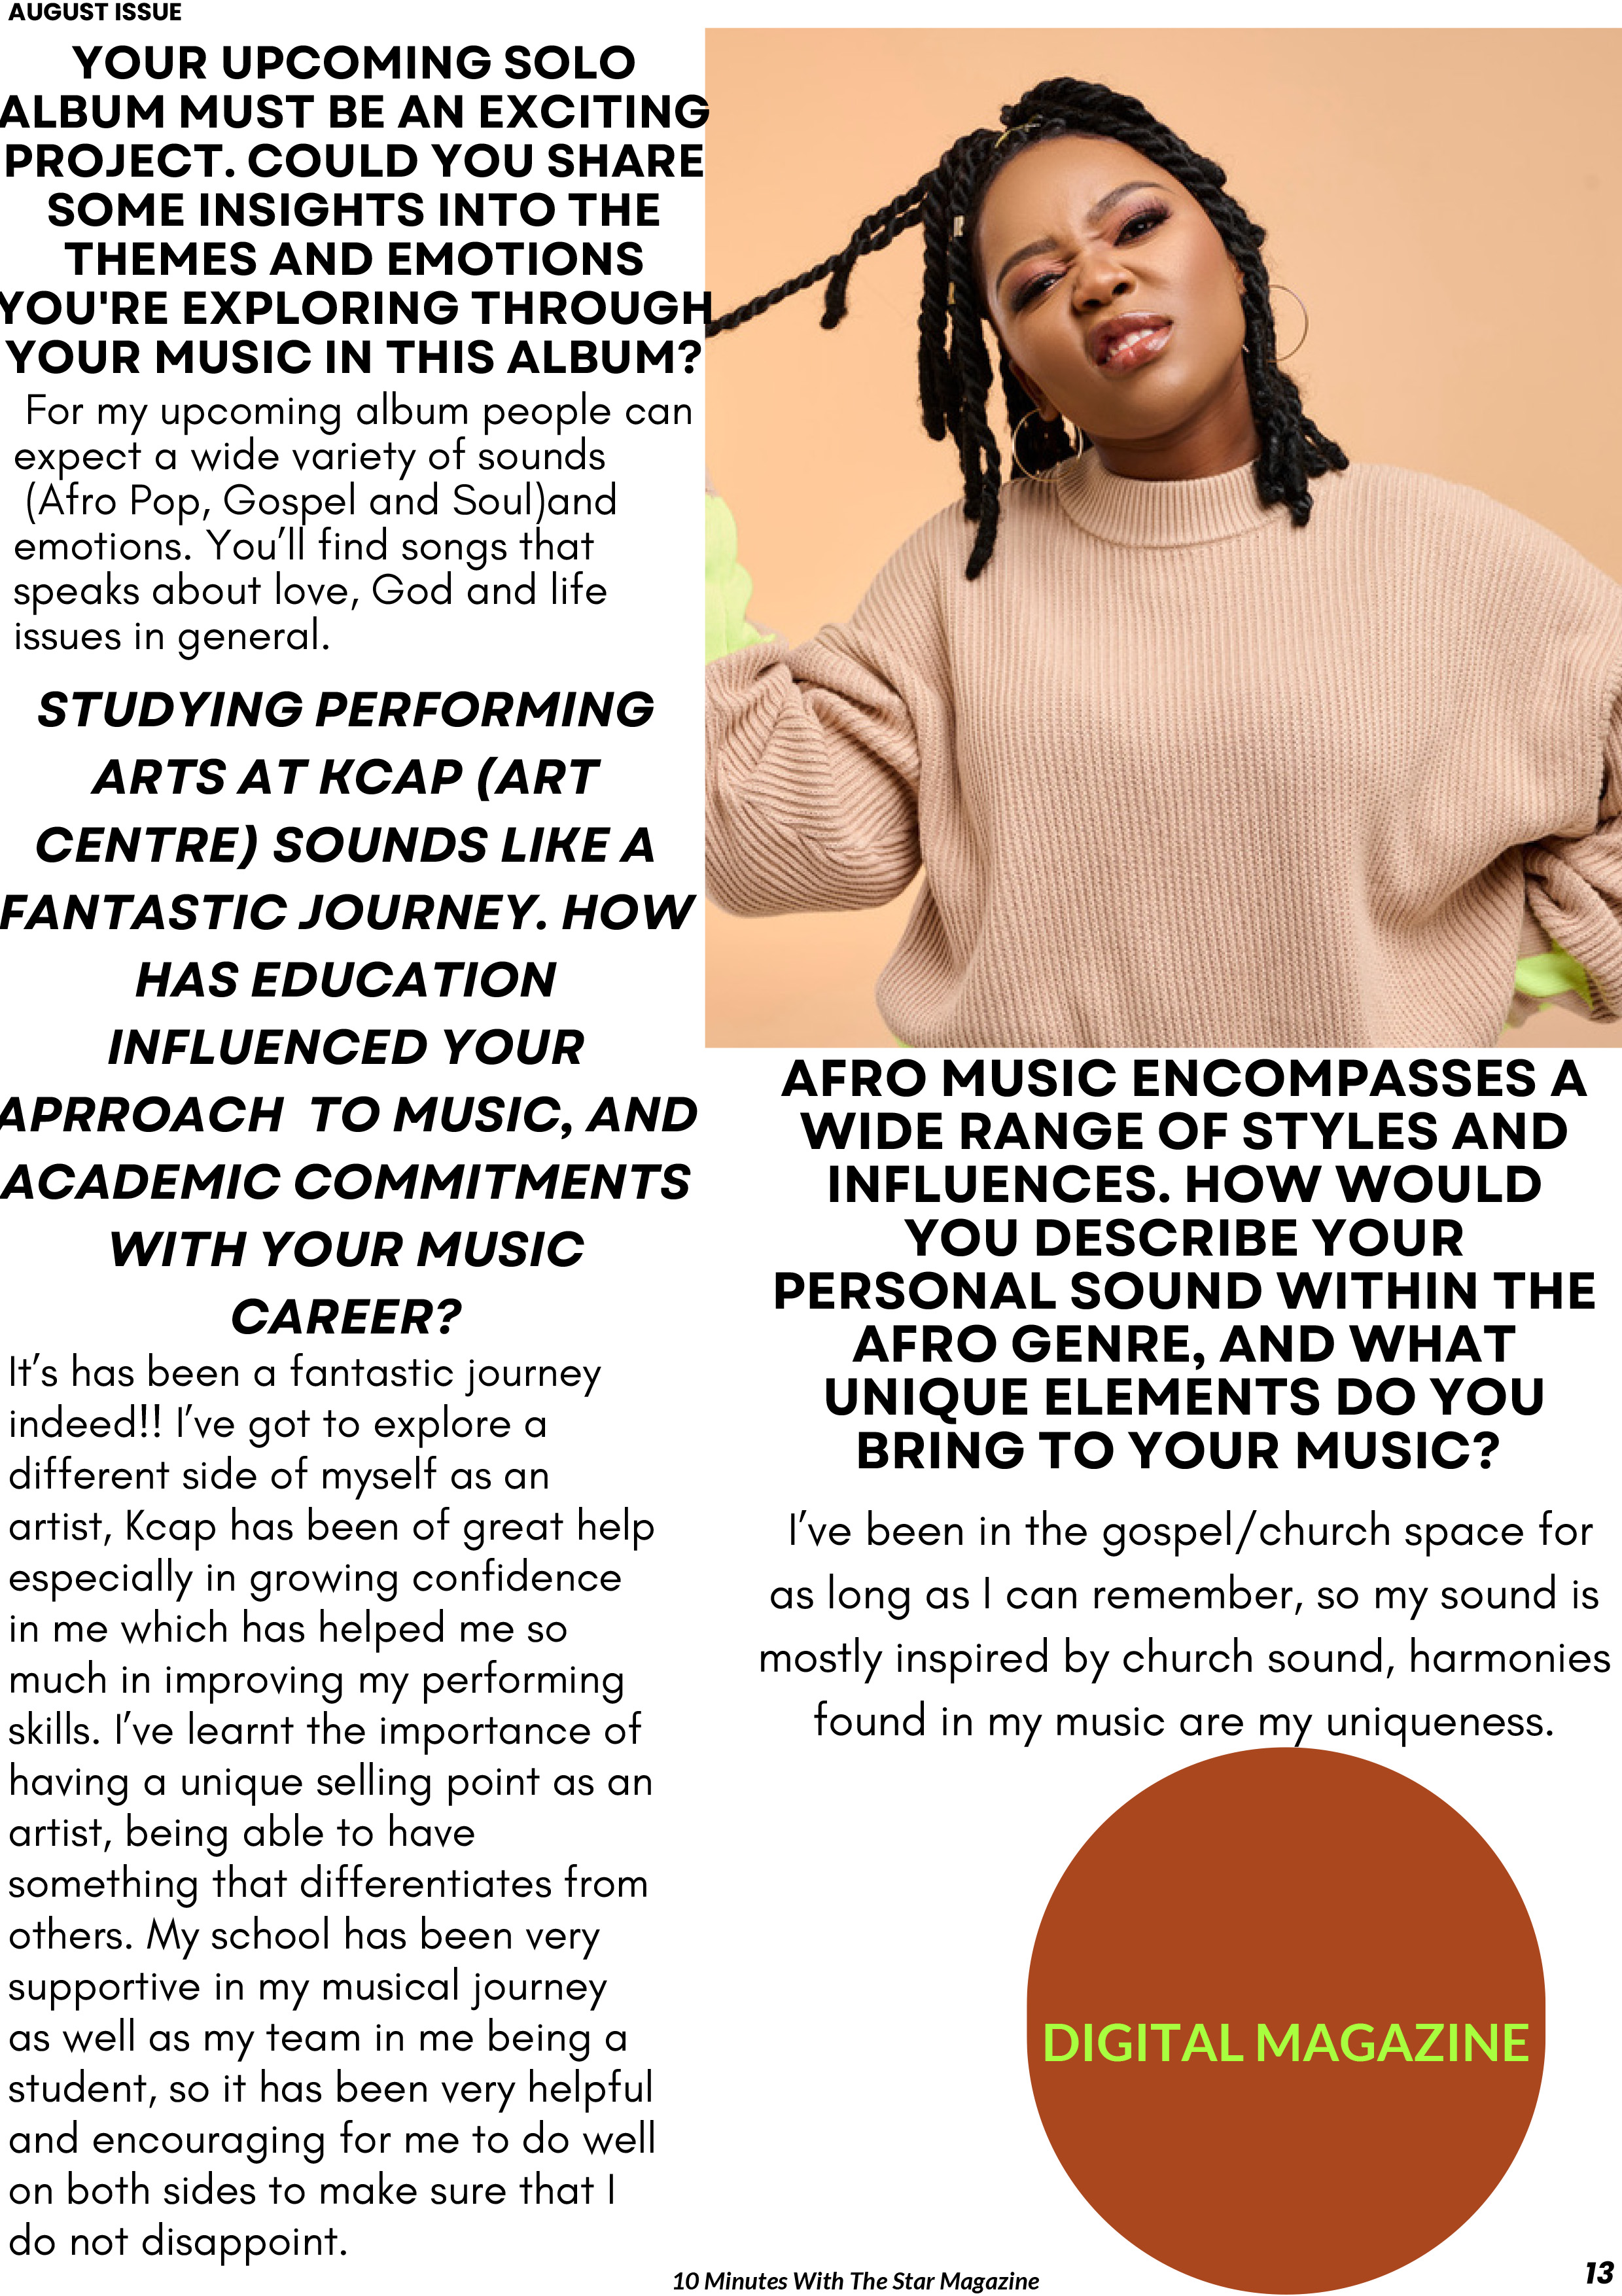 AUGUST ISSUE
YOUR UPCOMING SOLO
ALBUM MUST BE AN EXCITING
PROJECT. COULD YOU SHARE
SOME INSIGHTS INTO THE
THEMES AND EMOTIONS
YOU'RE EXPLORING THROUGH
YOUR MUSIC IN THIS ALBUM?
For my upcoming album people can
expect a wide variety of sounds
(Afro Pop, Gospel and Soul)and
emotions. You’ll find songs that
speaks about love, God and life
issues in general.
STUDYING PERFORMING
ARTS AT KCAP (ART
CENTRE) SOUNDS LIKE A
FANTASTIC JOURNEY. HOW
HAS EDUCATION
INFLUENCED YOUR
APRROACH TO MUSIC, AND
ACADEMIC COMMITMENTS
WITH YOUR MUSIC
CAREER?
It’s has been a fantastic journey
indeed!! I’ve got to explore a
different side of myself as an
artist, Kcap has been of great help
especially in growing confidence
in me which has helped me so
much in improving my performing
skills. I’ve learnt the importance of
having a unique selling point as an
artist, being able to have
something that differentiates from
others. My school has been very
supportive in my musical journey
as well as my team in me being a
student, so it has been very helpful
and encouraging for me to do well
on both sides to make sure that I
do not disappoint.
AFRO MUSIC ENCOMPASSES A
WIDE RANGE OF STYLES AND
INFLUENCES. HOW WOULD
YOU DESCRIBE YOUR
PERSONAL SOUND WITHIN THE
AFRO GENRE, AND WHAT
UNIQUE ELEMENTS DO YOU
BRING TO YOUR MUSIC?
I’ve been in the gospel/church space for
as long as I can remember, so my sound is
mostly inspired by church sound, harmonies
found in my music are my uniqueness.
DIGITAL MAGAZINE
10 Minutes With The Star Magazine
13